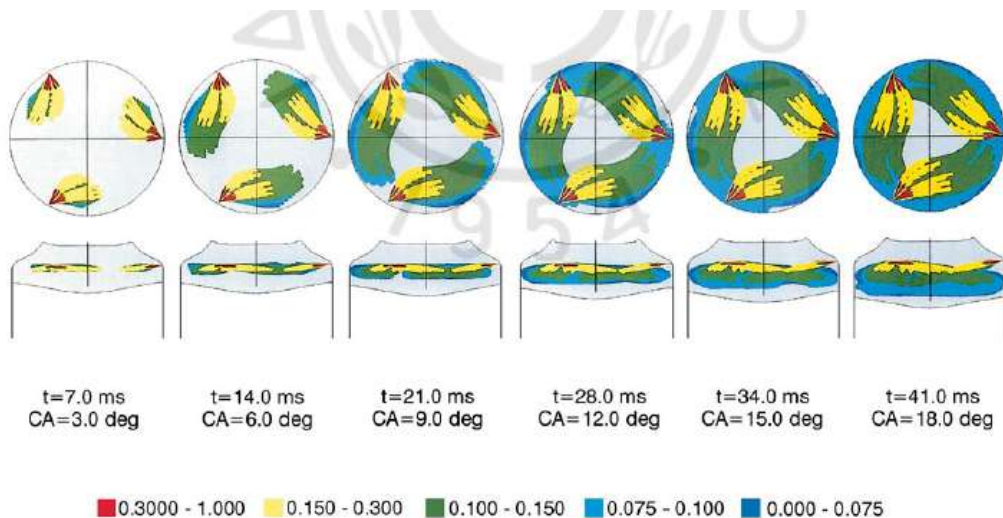 1954
t=7.0 ms t=14.0 ms t=21.0 ms t=28.0 ms t=34.0 ms t=41.0 ms
CA=3.0 deg CA=6.0 deg CA=9.0 deg CA=12.0 deg CA=15.0 deg CA=18.0 deg
0.3000 - 1.000 0.150 - 0.300 0.100 - 0.150 0.075 - 0.100 0.000 - 0.075